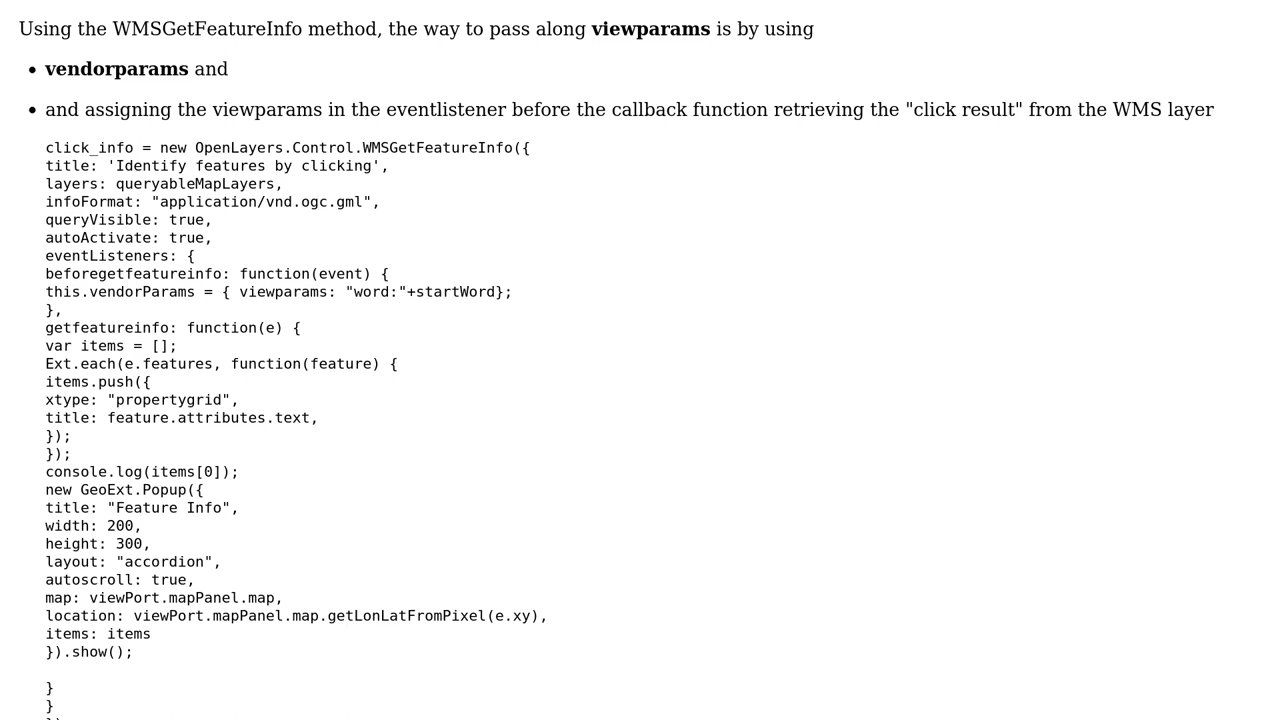 Using the WMSGetFeatureInfo method, the way to pass along viewparams is by using
• vendorparams and
• and assigning the viewparams in the eventlistener before the callback function retrieving the "click result" from the WMS layer
click_info = new OpenLayers.Control.WMSGetFeatureInfo({
title: 'Identify features by clicking',
layers: queryableMapLayers,
infoFormat: "application/vnd.ogc.gml",
queryVisible: true,
autoActivate: true,
eventListeners: {
beforegetfeatureinfo: function(event) {
this.vendorParams = { viewparams: "word:"+startWord};
},
getfeatureinfo: function(e) {
var items = [];
Ext.each(e.features, function(feature) {
items.push({
xtype: "propertygrid",
title: feature.attributes.text,
});
});
console.log(items[0]);
new GeoExt.Popup({
title: "Feature Info",
width: 200,
height: 300,
layout: "accordion",
autoscroll: true,
map: viewPort.mapPanel.map,
location: viewPort.mapPanel.map.getLonLatFromPixel(e.xy),
items: items
}).show();
}
}